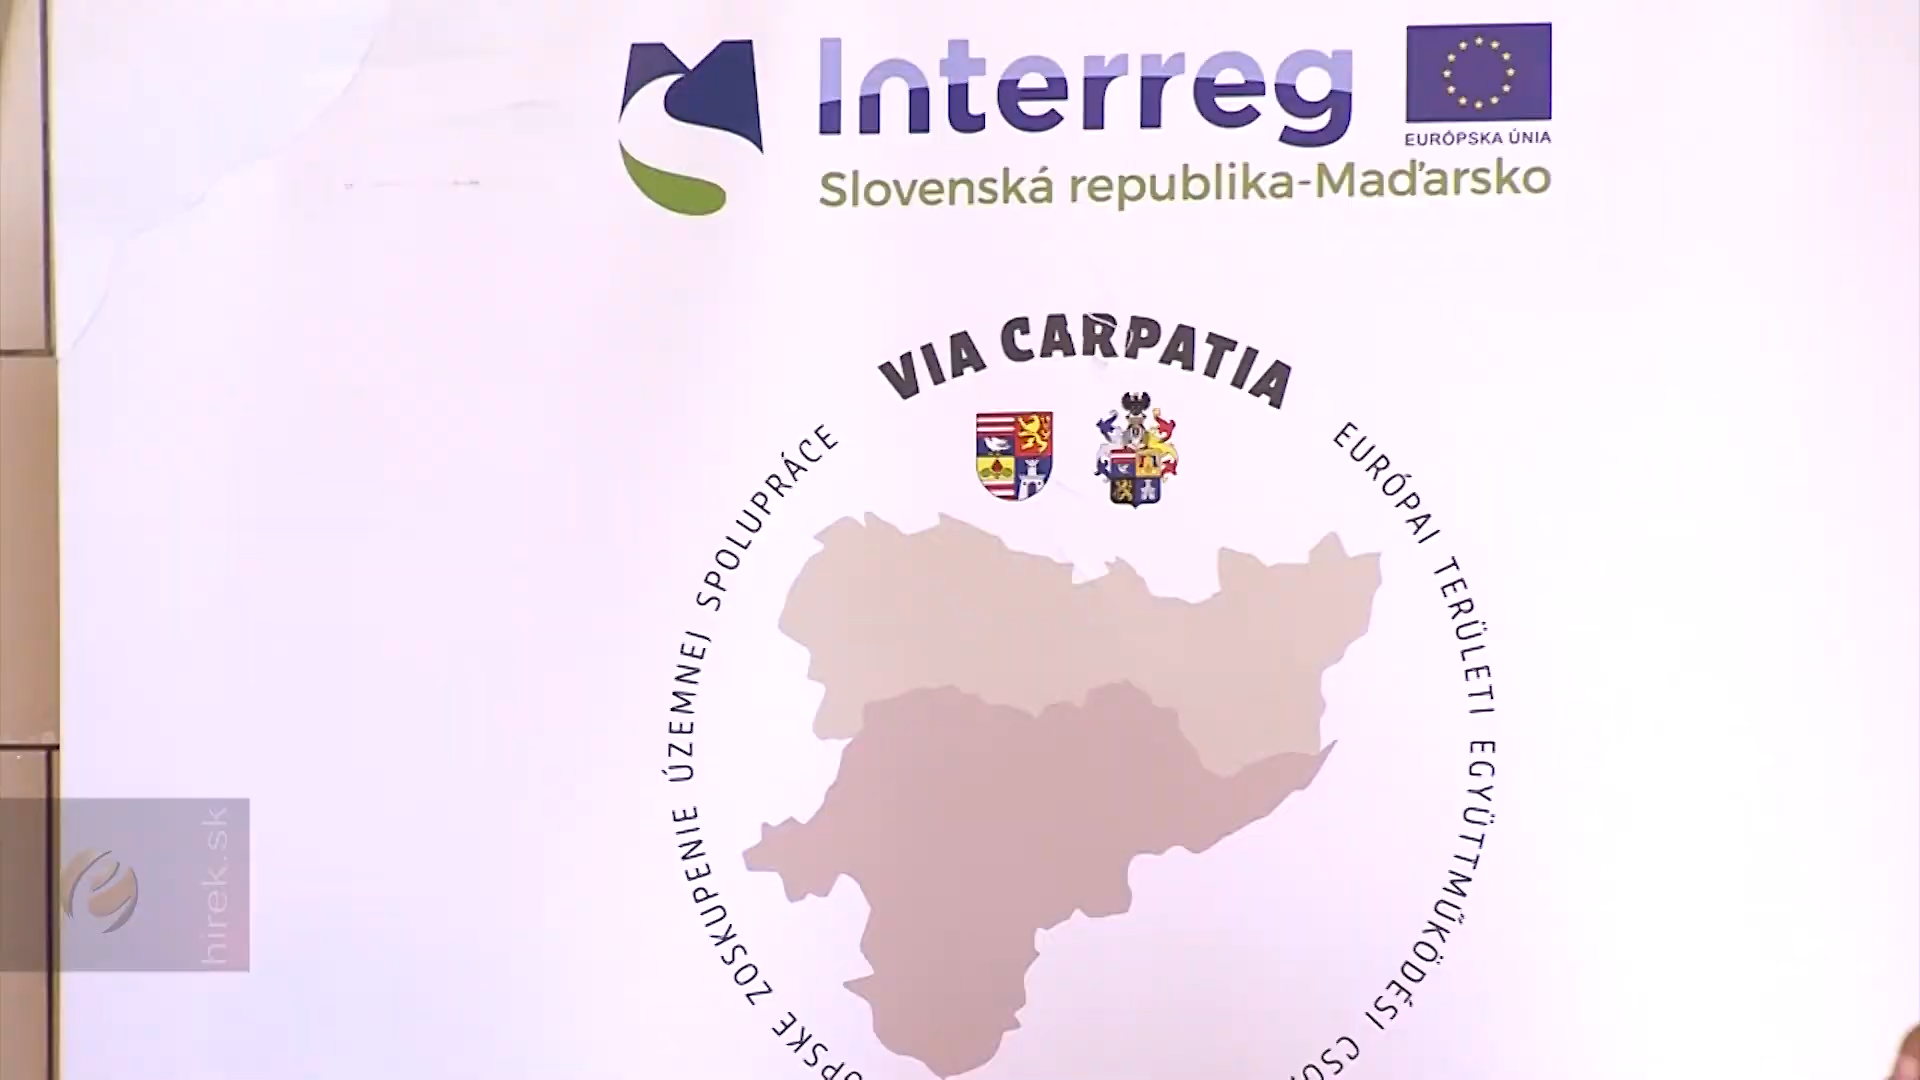 Interreg
EURÓPSKA ÚNIA
Slovenská republika-Maďarsko
VIA CARPATIA
ZOSKUPENIE ÚZEMNEJ SPOLUPRÁCE
EURÓPAI TERÜLETI EGYÜTTMŰKÖDÉSI
hirek.sk